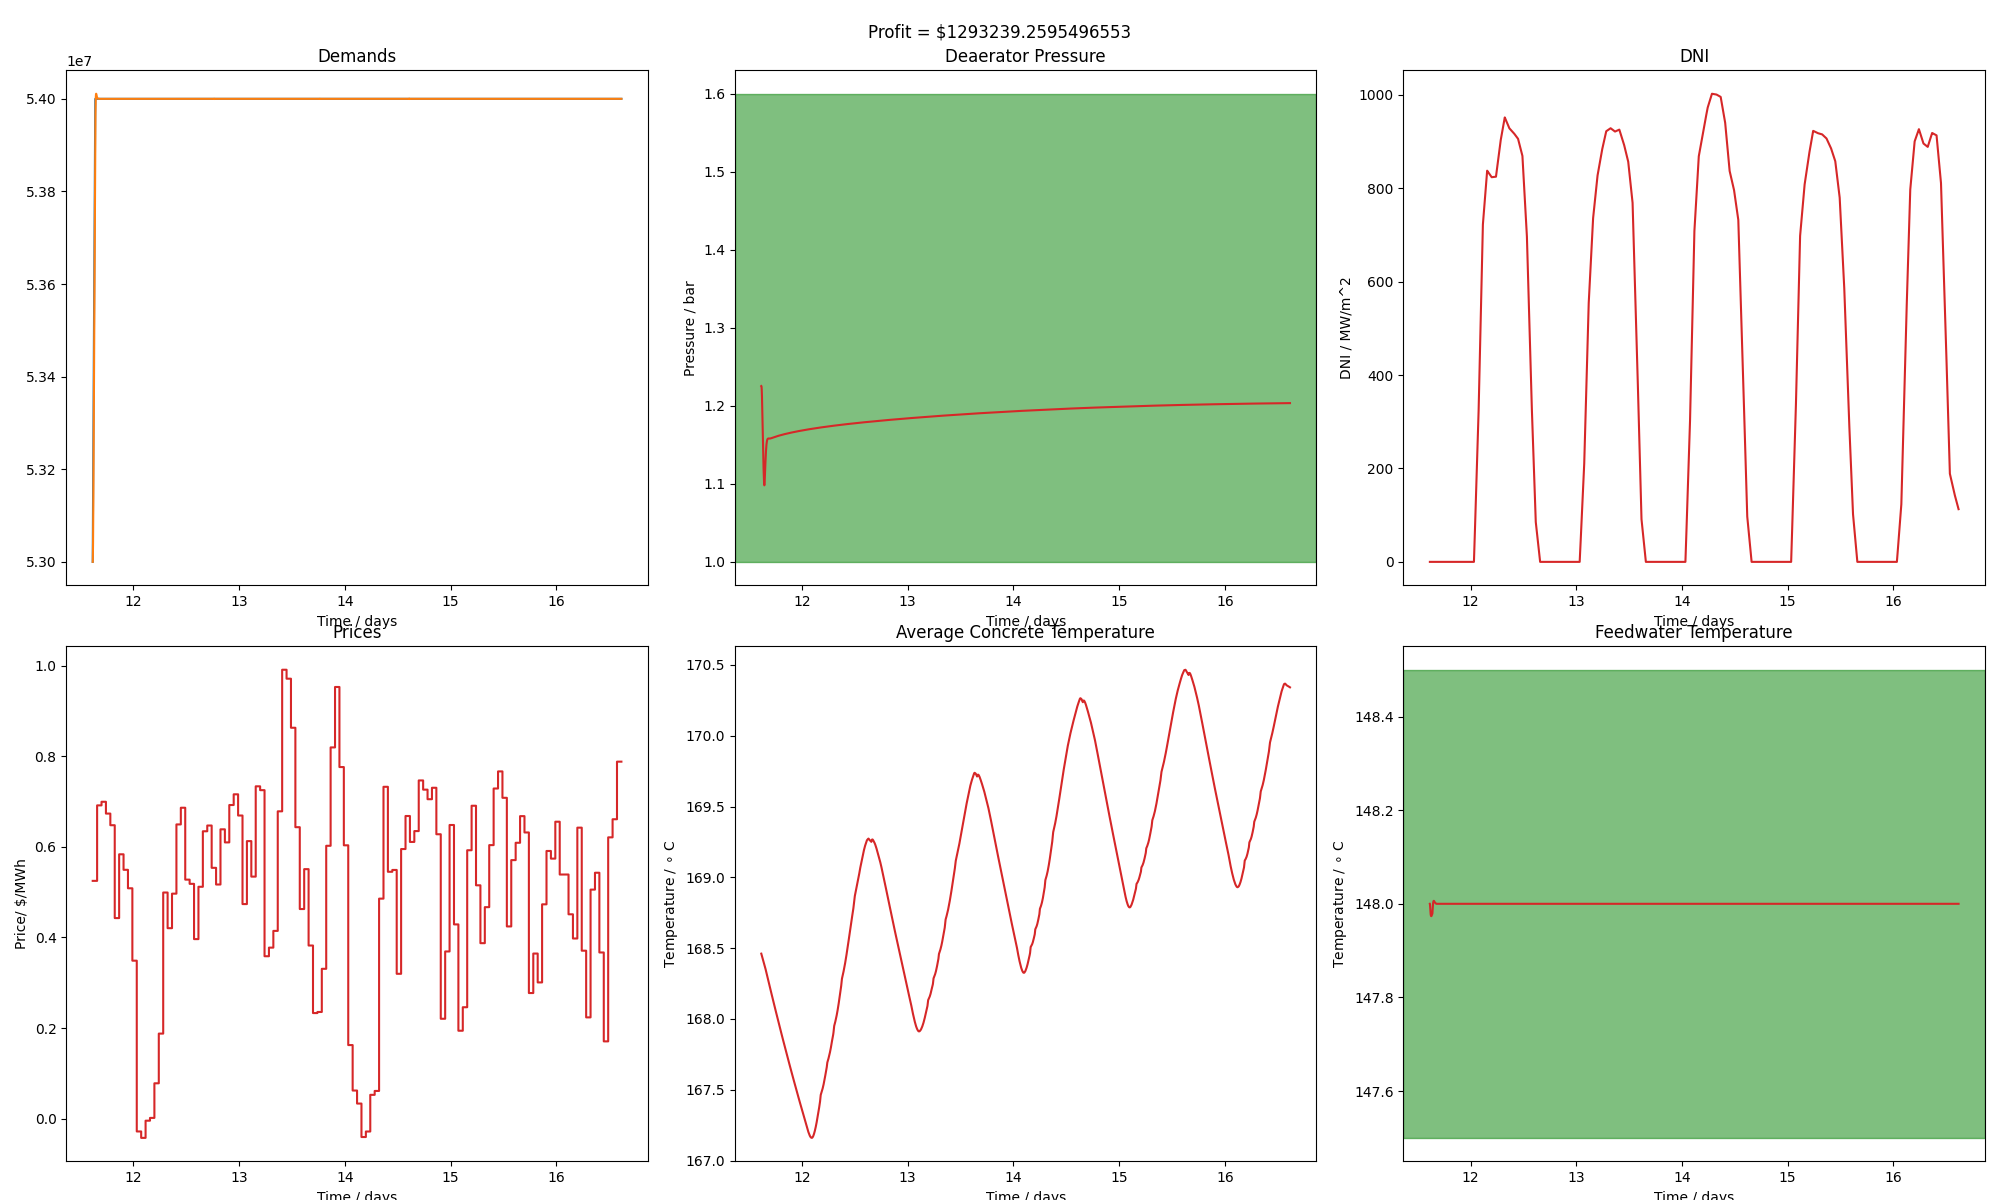 Profit = $1293239.2595496553
Demands
1e7
5.40
5.38
5.36
5.34
5.32
5.30
12 13 14 15 16
Time / days
Deaerator Pressure
Pressure / bar
1.6
1.5
1.4
1.3
1.2
1.1
1.0
12 13 14 15 16
Time / days
DNI
DNI / MW/m^2
1000
800
600
400
200
0
12 13 14 15 16
Time / days
Prices
Price/ $/MWh
1.0
0.8
0.6
0.4
0.2
0.0
12 13 14 15 16
Time / days
Average Concrete Temperature
Temperature / ∘ C
170.5
170.0
169.5
169.0
168.5
168.0
167.5
167.0
12 13 14 15 16
Time / days
Feedwater Temperature
Temperature / ∘ C
148.4
148.2
148.0
147.8
147.6
12 13 14 15 16
Time / days